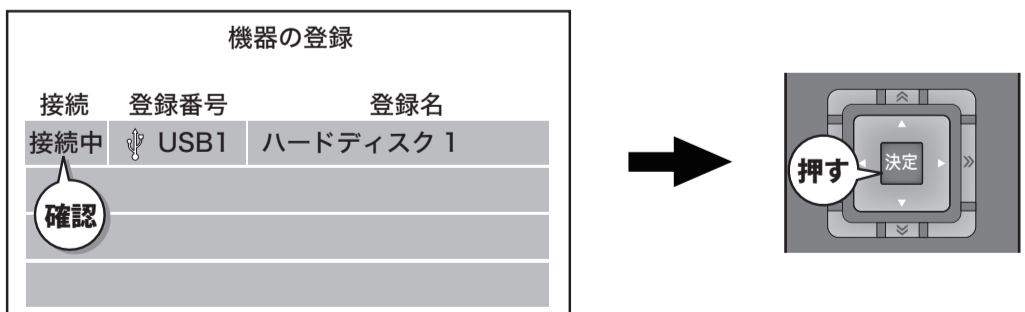 機器の登録
接続 登録番号 登録名
接続中 USB1 ハードディスク 1
確認
決定
押す